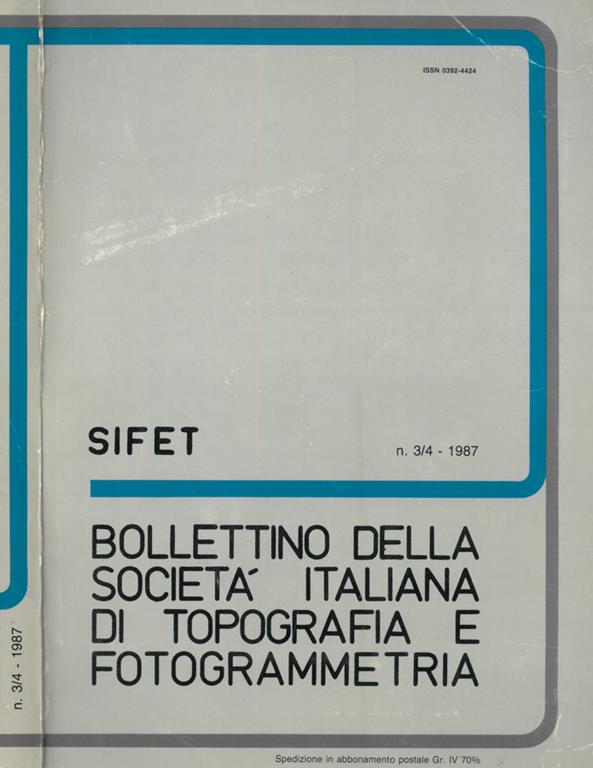 ISSN 0392-4424
SIFET
n. 3/4 - 1987
BOLLETTINO DELLA
SOCIETA´ ITALIANA
DI TOPOGRAFIA E
FOTOGRAMMETRIA
n. 3/4 - 1987
Spedizione in abbonamento postale Gr. IV 70%